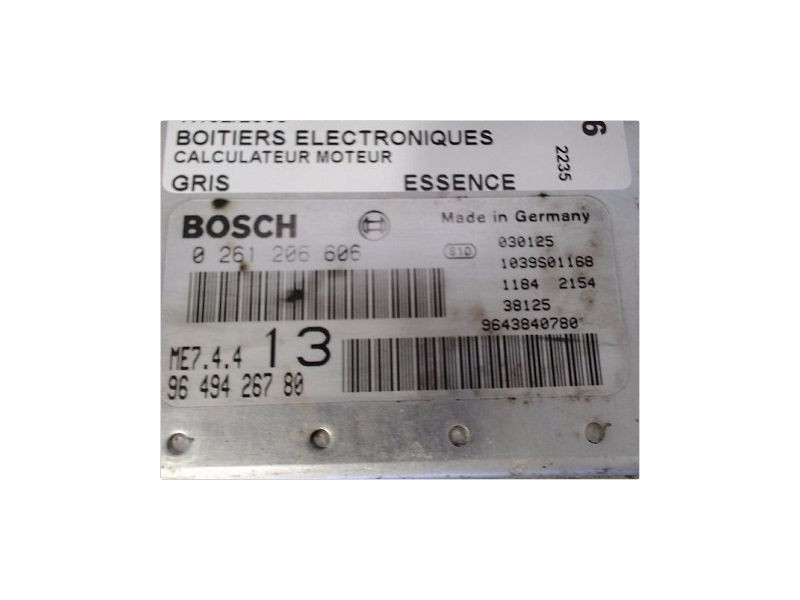 BOITIERS ELECTRONIQUES
CALCULATEUR MOTEUR
GRIS ESSENCE
6
2235
BOSCH
0 261 206 606
Made in Germany
S10
030125
1039S01168
1184 2154
38125
9643840780
ME7.4.4 13
96 494 267 80